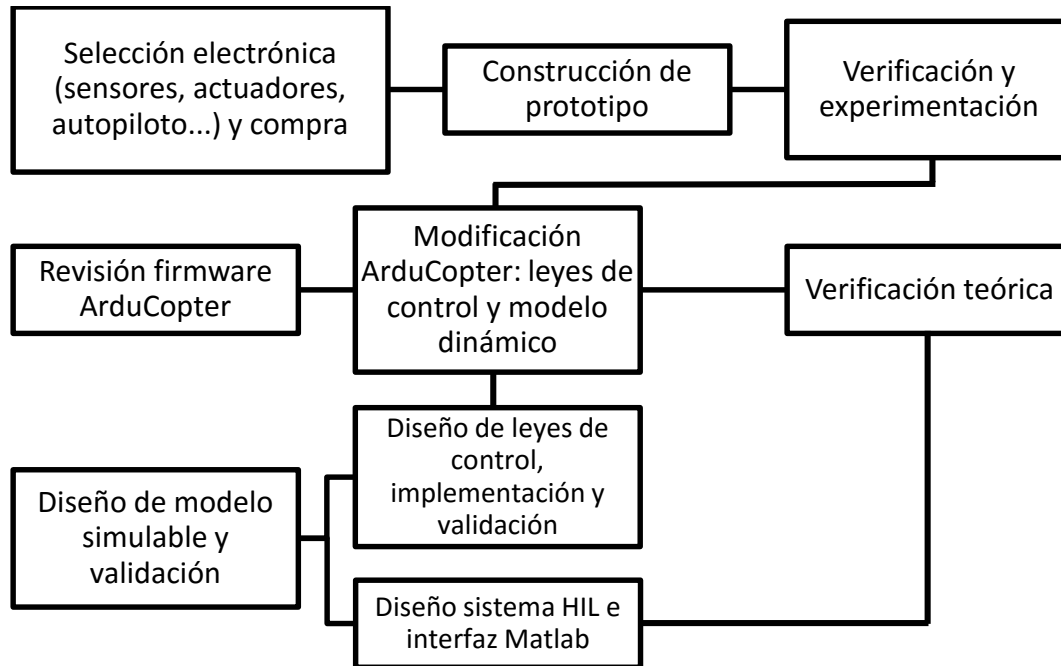 Selección electrónica
(sensores, actuadores,
autopiloto...) y compra
Construcción de
prototipo
Verificación y
experimentación
Revisión firmware
ArduCopter
Modificación
ArduCopter: leyes de
control y modelo
dinámico
Verificación teórica
Diseño de modelo
simulable y
validación
Diseño de leyes de
control,
implementación y
validación
Diseño sistema HIL e
interfaz Matlab